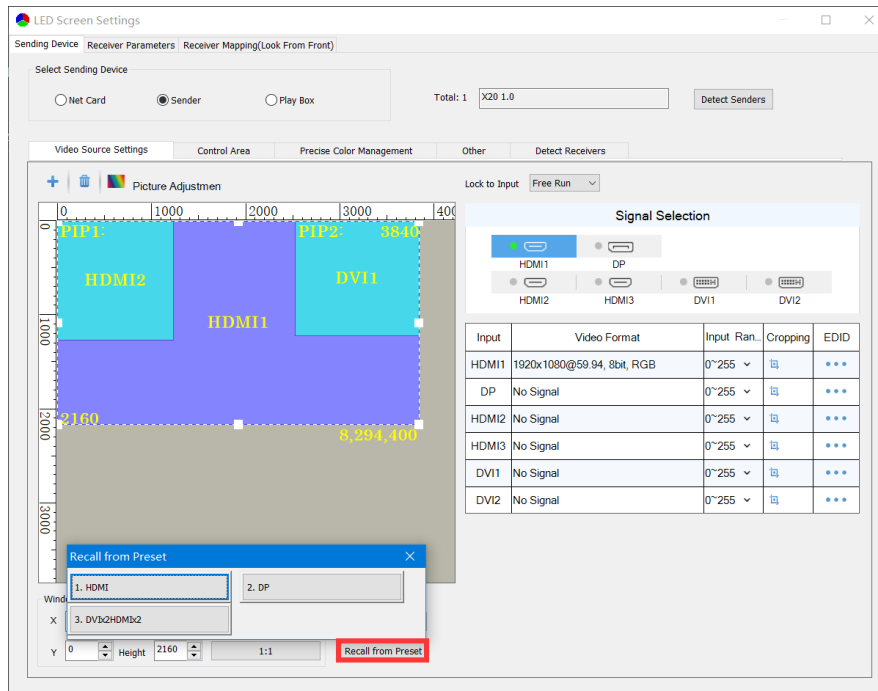 LED Screen Settings
Sending Device Receiver Parameters Receiver Mapping(Look From Front)
Select Sending Device
Net Card Sender Play Box
Total: 1 X20 1.0 Detect Senders
Video Source Settings Control Area Precise Color Management Other Detect Receivers
Picture Adjustmen
Lock to Input Free Run
0 1000 2000 3000 400
0
1000
2000
3000
PIP1: PIP2: 3840
HDMI2 DVI1
HDMI1
2160
8,294,400
Signal Selection
HDMI1 DP
HDMI2 HDMI3 DVI1 DVI2
Input Video Format Input Ran... Cropping EDID
HDMI1 1920x1080@59.94, 8bit, RGB 0~255
DP No Signal 0~255
HDMI2 No Signal 0~255
HDMI3 No Signal 0~255
DVI1 No Signal 0~255
DVI2 No Signal 0~255
Recall from Preset
1. HDMI 2. DP
3. DVIx2HDMIx2
X
Y 0 Height 2160 1:1 Recall from Preset